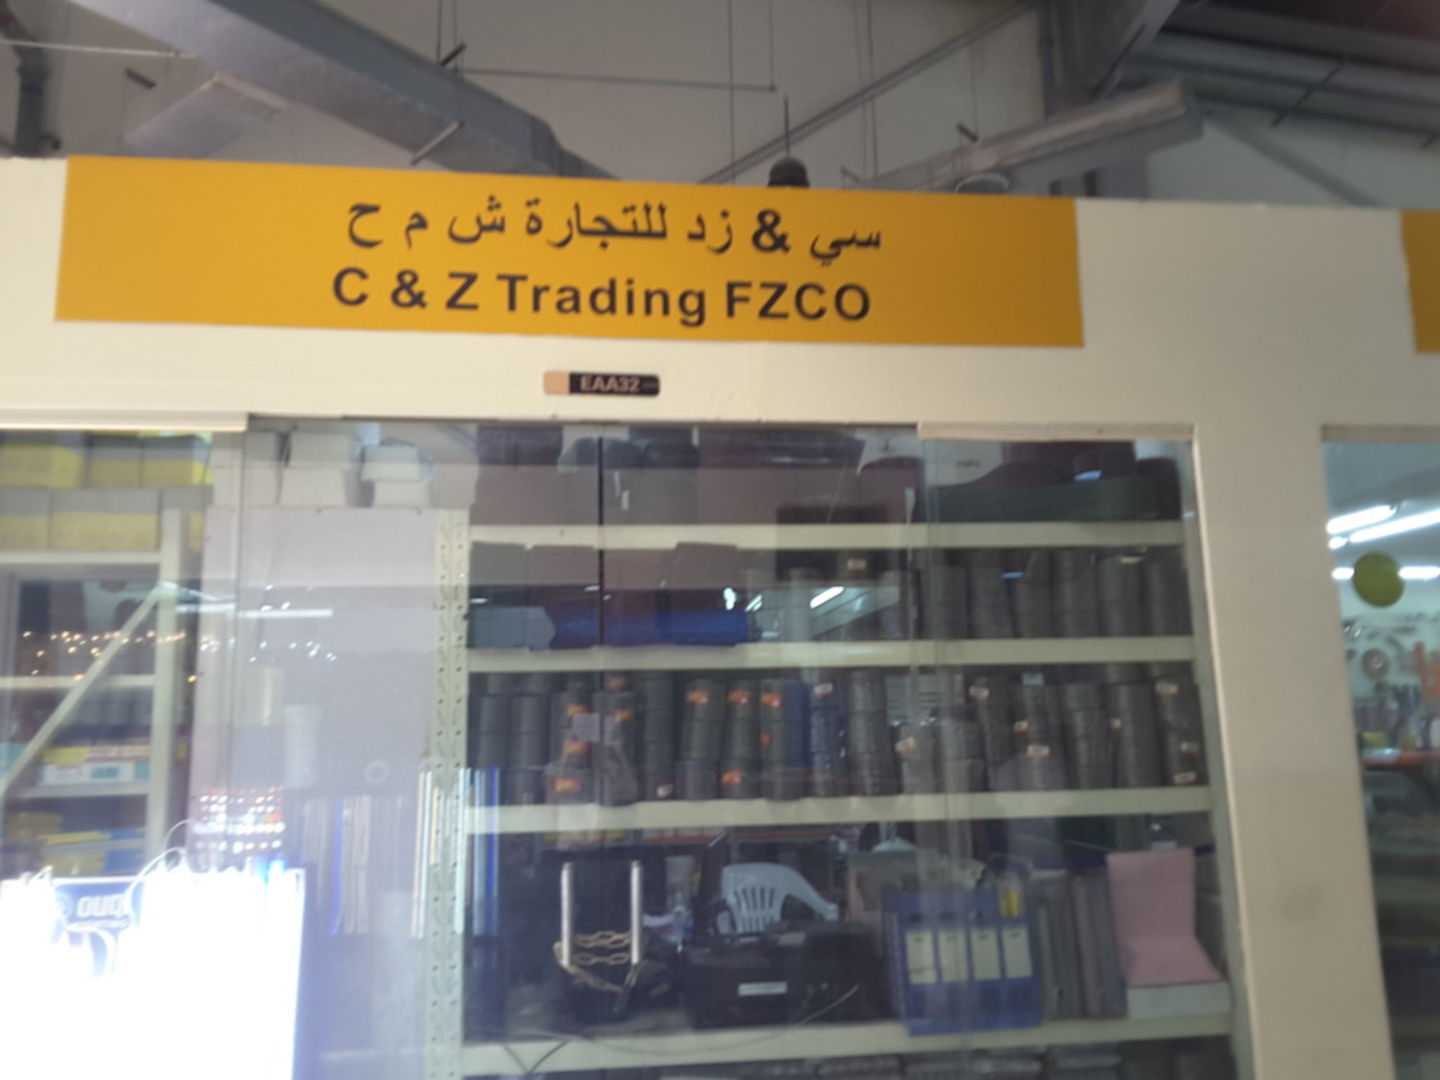 سي & زد للتجارة ش م ح
C & Z Trading FZCO
EAA32